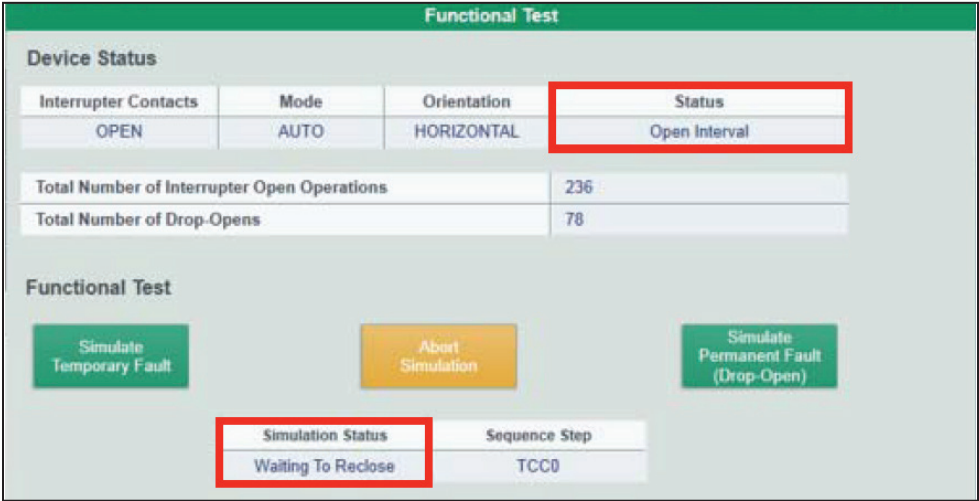 Functional Test
Device Status
Interrupter Contacts Mode Orientation Status
OPEN AUTO HORIZONTAL Open Interval
Total Number of Interrupter Open Operations 236
Total Number of Drop-Opens 78
Functional Test
Simulate
Temporary Fault
Abort
Simulation
Simulate
Permanent Fault
(Drop-Open)
Simulation Status Sequence Step
Waiting To Reclose TCC0